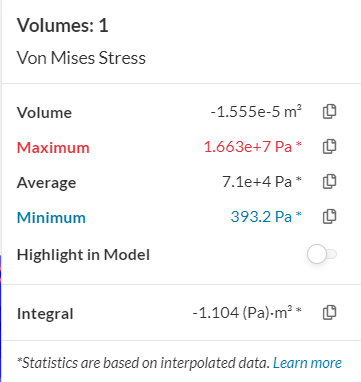 Volumes: 1
Von Mises Stress
Volume -1.555e-5 m³
Maximum 1.663e+7 Pa *
Average 7.1e+4 Pa *
Minimum 393.2 Pa *
Highlight in Model
Integral -1.104 (Pa)·m³ *
*Statistics are based on interpolated data. Learn more